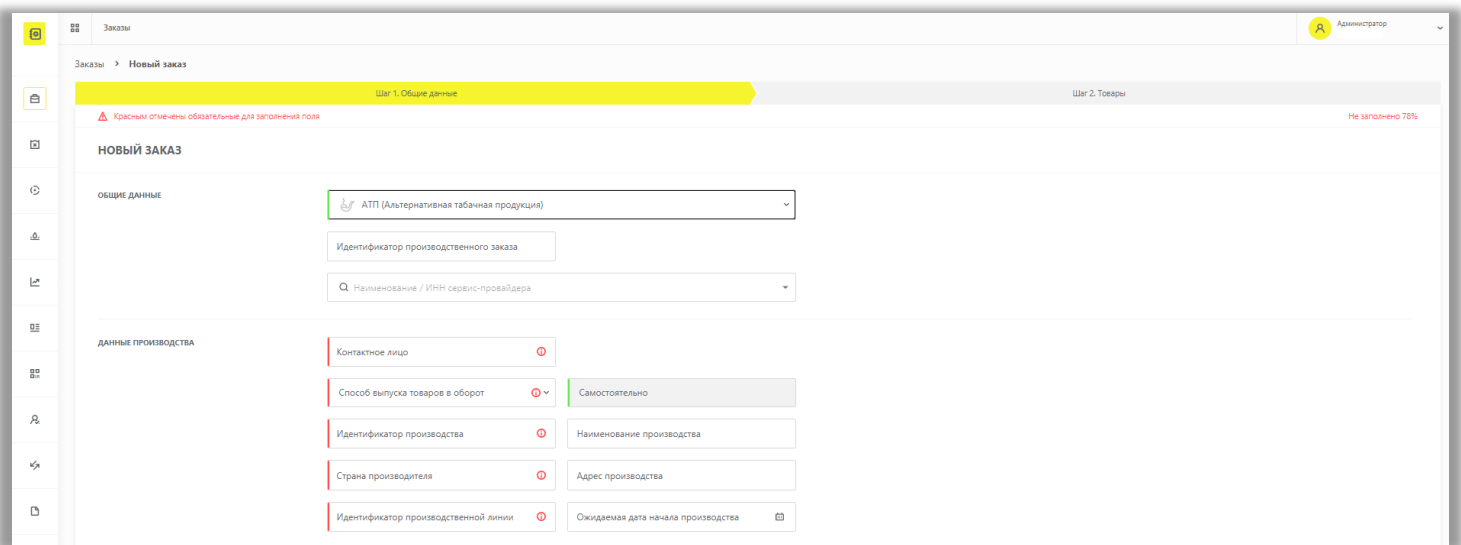 Заказы
Администратор
Заказы > Новый заказ
Шаг 1. Общие данные
Шаг 2. Товары
Красным отмечены обязательные для заполнения поля
Не заполнено 78%
НОВЫЙ ЗАКАЗ
ОБЩИЕ ДАННЫЕ
АТП (Альтернативная табачная продукция)
Идентификатор производственного заказа
Наименование / ИНН сервис-провайдера
ДАННЫЕ ПРОИЗВОДСТВА
Контактное лицо
Способ выпуска товаров в оборот
Самостоятельно
Идентификатор производства
Наименование производства
Страна производителя
Адрес производства
Идентификатор производственной линии
Ожидаемая дата начала производства